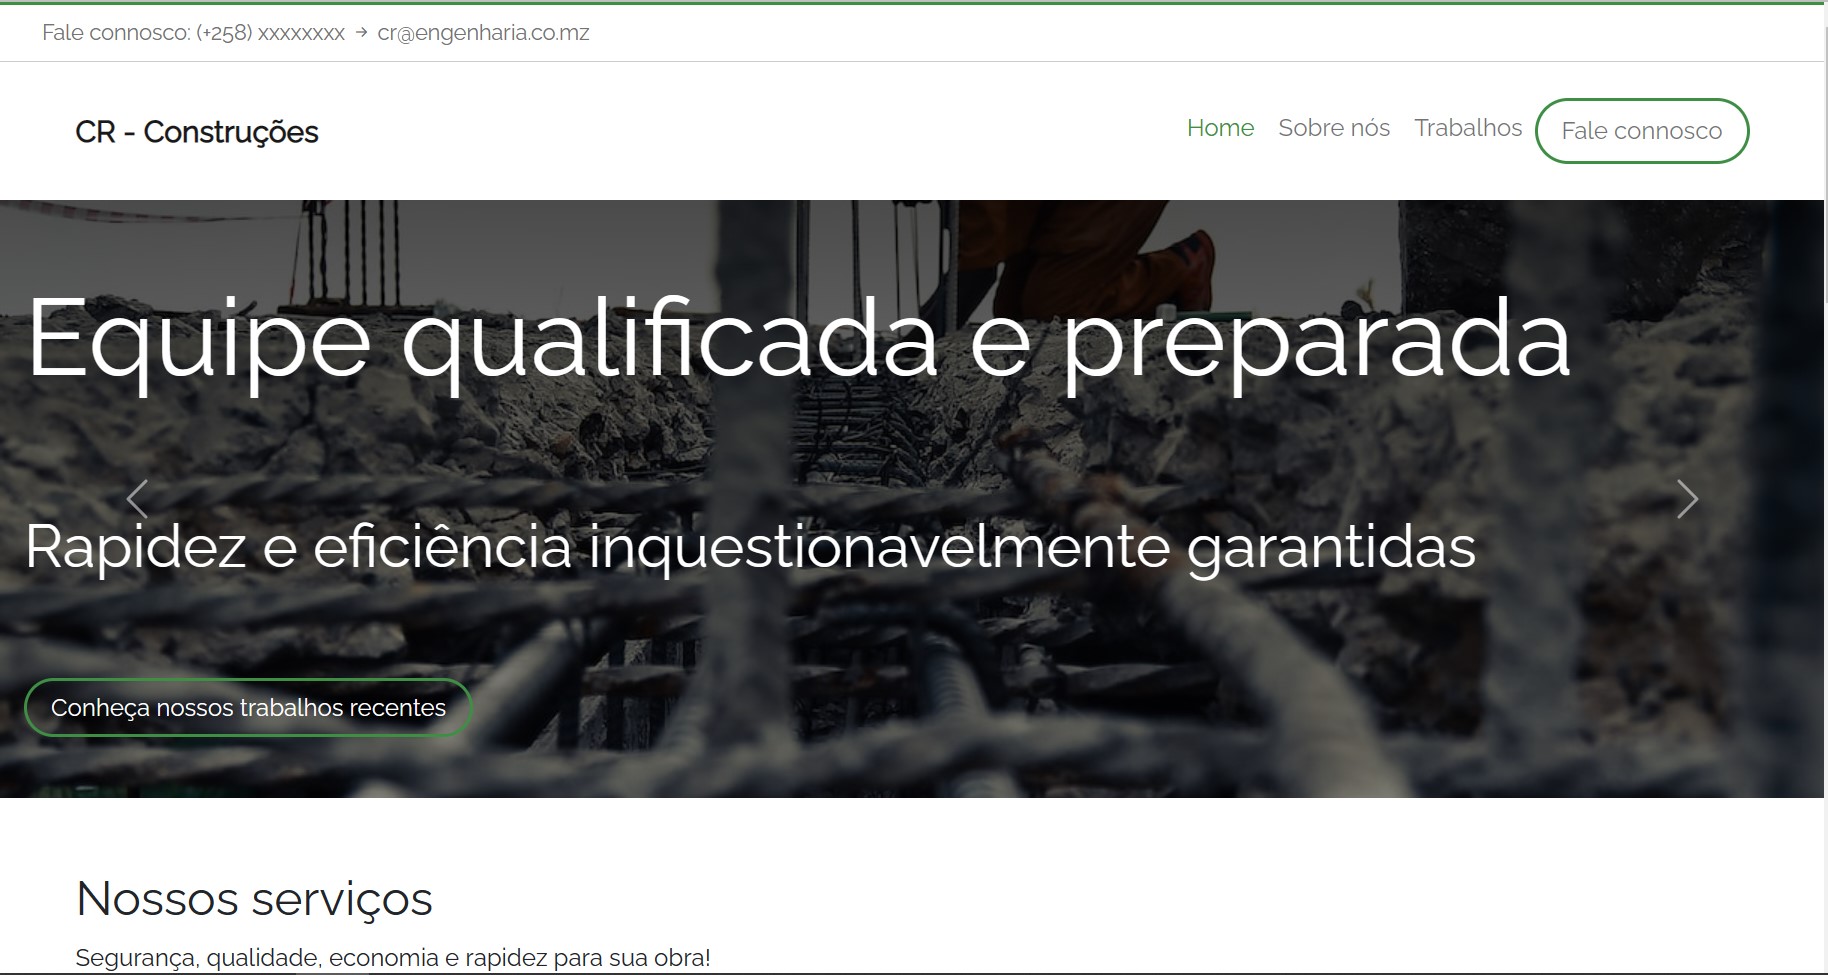 Fale connosco: (+258) xxxxxxxx → cr@engenharia.co.mz
CR - Construções
Home Sobre nós Trabalhos Fale connosco
Equipe qualificada e preparada
Rapidez e eficiência inquestionavelmente garantidas
Conheça nossos trabalhos recentes
Nossos serviços
Segurança, qualidade, economia e rapidez para sua obra!